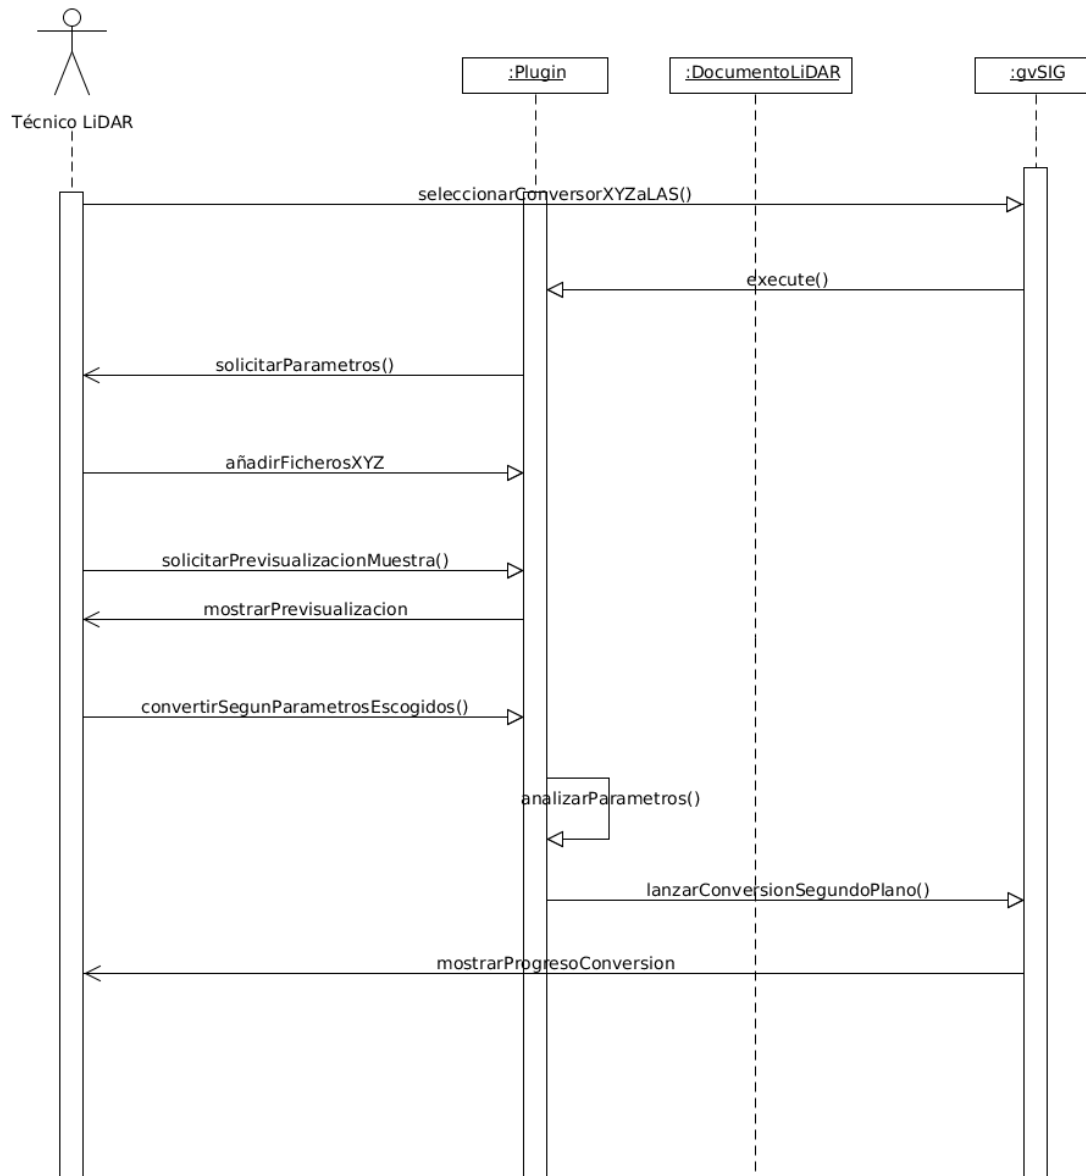 :Plugin
:DocumentoLiDAR
:gvSIG
Técnico LiDAR
seleccionarConversorXYZaLAS()
execute()
solicitarParametros()
añadirFicherosXYZ
solicitarPrevisualizacionMuestra()
mostrarPrevisualizacion
convertirSegunParametrosEscogidos()
analizarParametros()
lanzarConversionSegundoPlano()
mostrarProgresoConversion